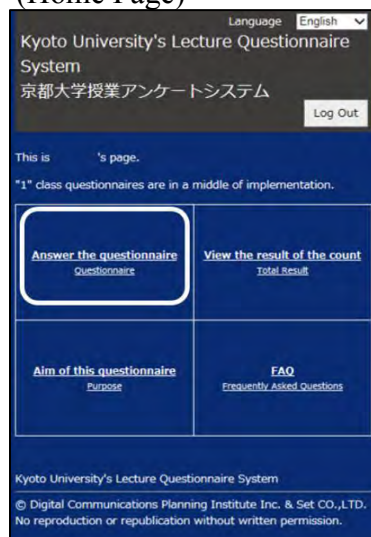 (Home Page)
Language English
Kyoto University's Lecture Questionnaire
System
京都大学授業アンケートシステム
Log Out
This is 's page.
"1" class questionnaires are in a middle of implementation.
Answer the questionnaire
Questionnaire
View the result of the count
Total Result
Aim of this questionnaire
Purpose
FAQ
Frequently Asked Questions
Kyoto University's Lecture Questionnaire System
© Digital Communications Planning Institute Inc. & Set CO.,LTD.
No reproduction or republication without written permission.